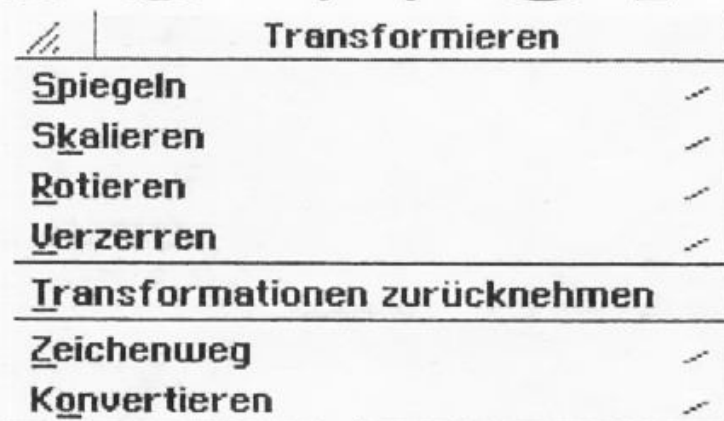 Transformieren
Spiegeln
Skalieren
Rotieren
Verzerren
Transformationen zurücknehmen
Zeichenweg
Konvertieren